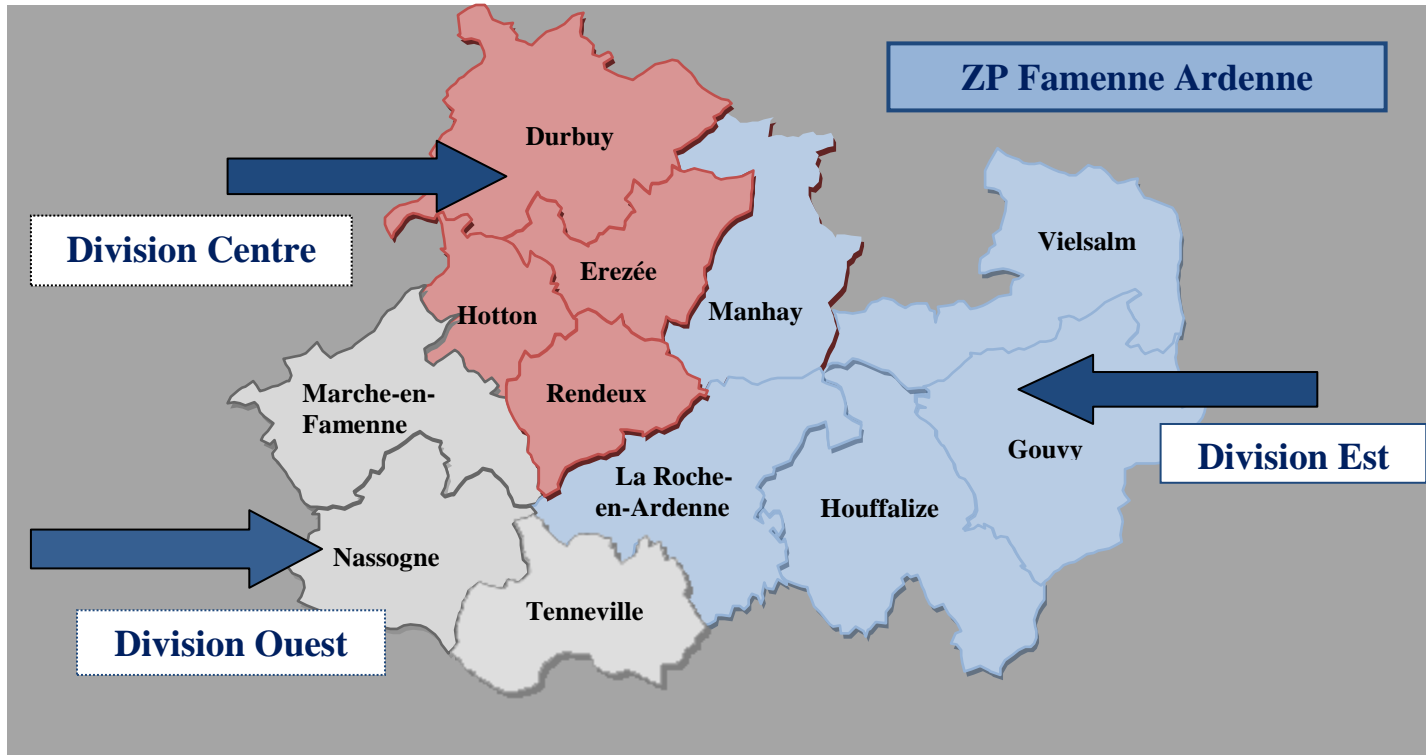 ZP Famenne Ardenne
Durbuy
Division Centre
Vielsalm
Erezée
Hotton
Manhay
Marche-en-
Famenne
Rendeux
Gouvy
Division Est
La Roche-
en-Ardenne
Houffalize
Nassogne
Tenneville
Division Ouest